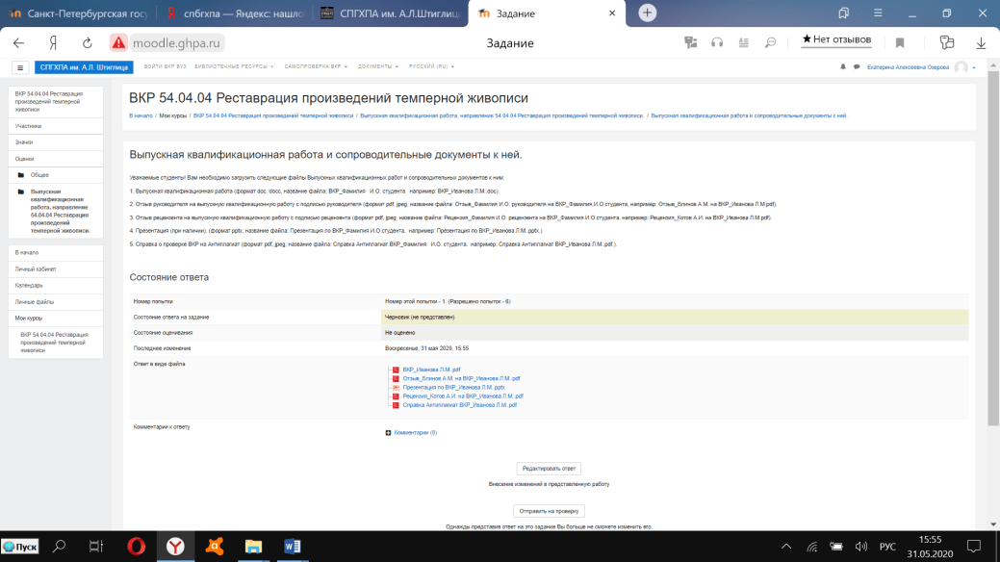 Санкт-Петербургская госу
спбгхпа — Яндекс: нашло
СПГХПА им. А.Л.Штиглиц
Задание
moodle.ghpa.ru
Задание
★ Нет отзывов
СПГХПА им. А.Л. Штиглица
ВОЙТИ ВКР ВУЗ
БИБЛИОТЕЧНЫЕ РЕСУРСЫ
САМОПРОВЕРКА ВКР
ДОКУМЕНТЫ
РУССКИЙ (RU)
Екатерина Алексеевна Озерова
ВКР 54.04.04 Реставрация
произведений темперной
живописи
Участники
Значки
Оценки
Общее
Выпускная
квалификационная
работа, направление
54.04.04 Реставрация
произведений
темперной живописи.
В начало
Личный кабинет
Календарь
Личные файлы
Мои курсы
ВКР 54.04.04 Реставрация
произведений темперной
живописи
ВКР 54.04.04 Реставрация произведений темперной живописи
В начало / Мои курсы / ВКР 54.04.04 Реставрация произведений темперной живописи / Выпускная квалификационная работа, направление 54.04.04 Реставрация произведений темперной живописи. / Выпускная квалификационная работа и сопроводительные документы к ней.
Выпускная квалификационная работа и сопроводительные документы к ней.
Уважаемые студенты! Вам необходимо загрузить следующие файлы Выпускных квалификационных работ и сопроводительных документов к ним:
1. Выпускная квалификационная работа (формат doc, docx, название файла: ВКР_Фамилия И.О. студента. например: ВКР_Иванова Л.М..doc).
2. Отзыв руководителя на выпускную квалификационную работу с подписью руководителя (формат pdf, jpeg, название файла: Отзыв_Фамилия И.О. руководителя на ВКР_Фамилия И.О.студента, например: Отзыв_Блинов А.М. на ВКР_Иванова Л.М.pdf).
3. Отзыв рецензента на выпускную квалификационную работу с подписью рецензента (формат pdf, jpeg, название файла: Рецензия_Фамилия И.О. рецензента на ВКР_Фамилия И.О.студента, например: Рецензия_Котов А.И. на ВКР_Иванова Л.М.pdf).
4. Презентация (при наличии), (формат pptx, название файла: Презентация по ВКР_Фамилия И.О.студента. например: Презентация по ВКР_Иванова Л.М..pptx.)
5. Справка о проверке ВКР на Антиплагиат (формат pdf, jpeg, название файла: Справка Антиплагиат ВКР_Фамилия И.О. студента. например: Справка Антиплагиат ВКР_Иванова Л.М..pdf.).
Состояние ответа
Номер попытки
Номер этой попытки - 1. (Разрешено попыток - 6)
Состояние ответа на задание
Черновик (не представлен)
Состояние оценивания
Не оценено
Последнее изменение
Воскресенье, 31 мая 2020, 15:55
Ответ в виде файла
ВКР_Иванова Л.М..pdf
Отзыв_Блинов А.М. на ВКР_Иванова Л.М..pdf
Презентация по ВКР_Иванова Л.М..pptx
Рецензия_Котов А.И. на ВКР_Иванова Л.М..pdf
Справка Антиплагиат ВКР_Иванова Л.М..pdf
Комментарии к ответу
Комментарии (0)
Редактировать ответ
Внесение изменений в представленную работу
Отправить на проверку
Однажды представив ответ на это задание Вы больше не сможете изменить его.
Пуск
РУС
15:55
31.05.2020